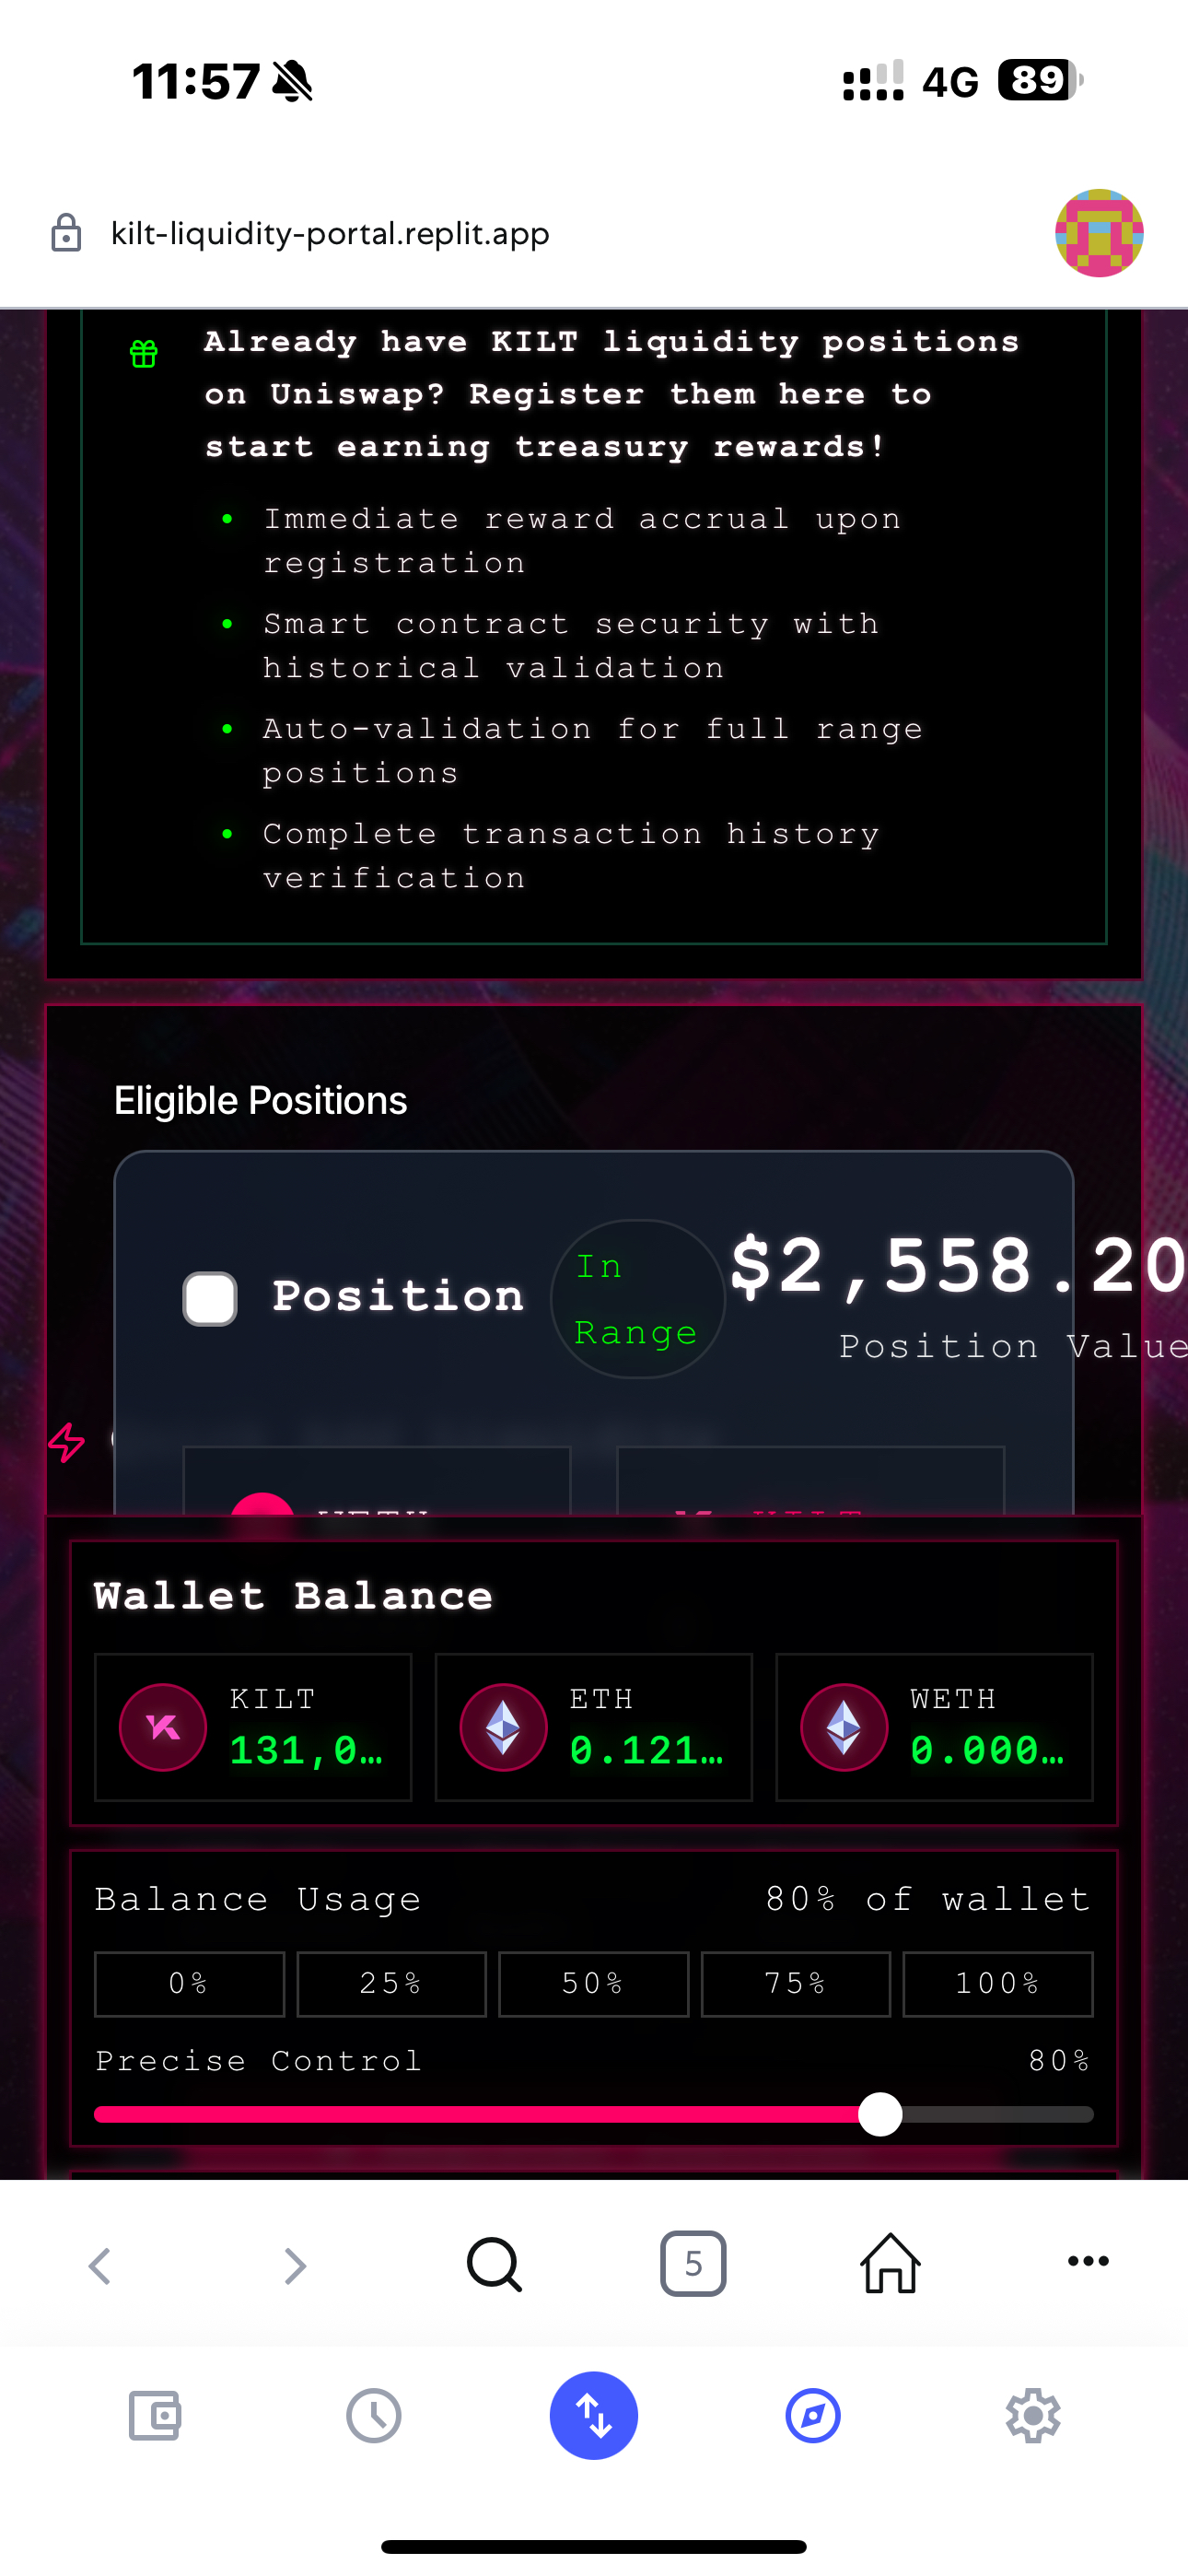 11:57
4G 89
kilt-liquidity-portal.replit.app
Already have KILT liquidity positions
on Uniswap? Register them here to
start earning treasury rewards!
• Immediate reward accrual upon
registration
• Smart contract security with
historical validation
• Auto-validation for full range
positions
• Complete transaction history
verification
Eligible Positions
Position
In
Range
$2,558.20
Position Value
WETH
KILT
Wallet Balance
KILT
131,0…
ETH
0.121…
WETH
0.000…
Balance Usage
80% of wallet
0%
25%
50%
75%
100%
Precise Control
80%
5